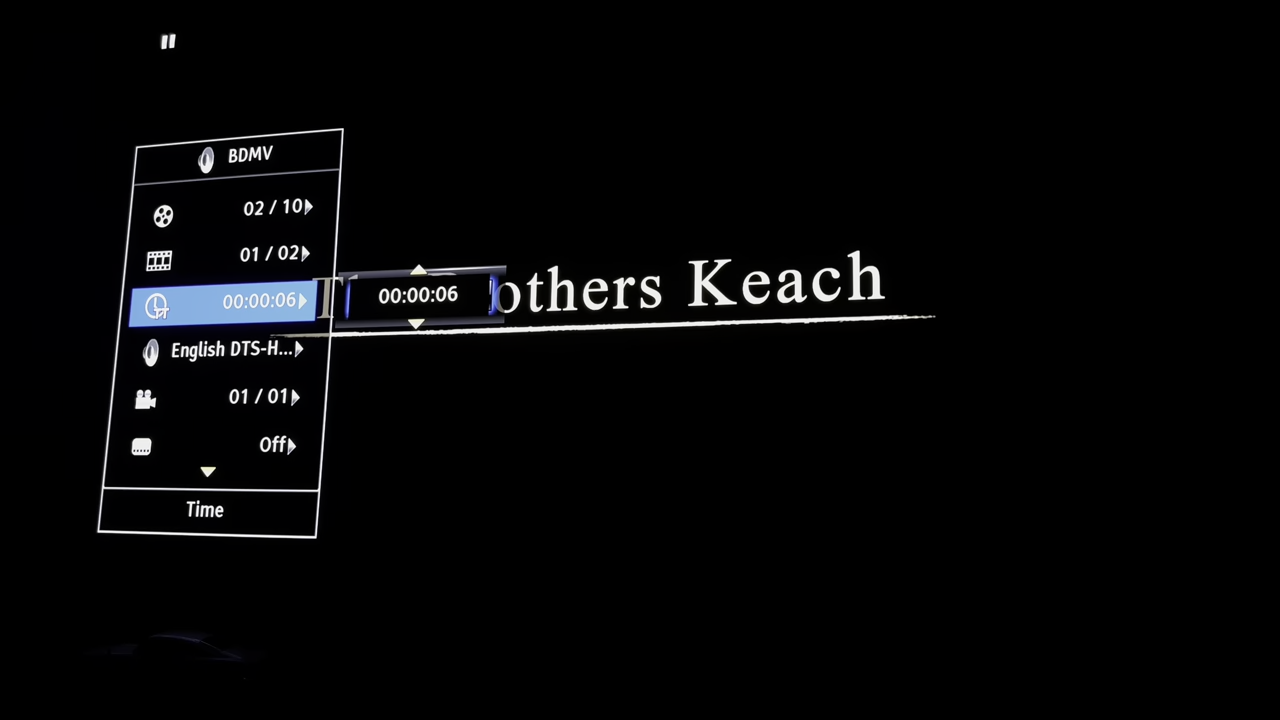 BDMV
02 / 10
01 / 02
00:00:06
00:00:06
others Keach
English DTS-H...
01 / 01
Off
Time